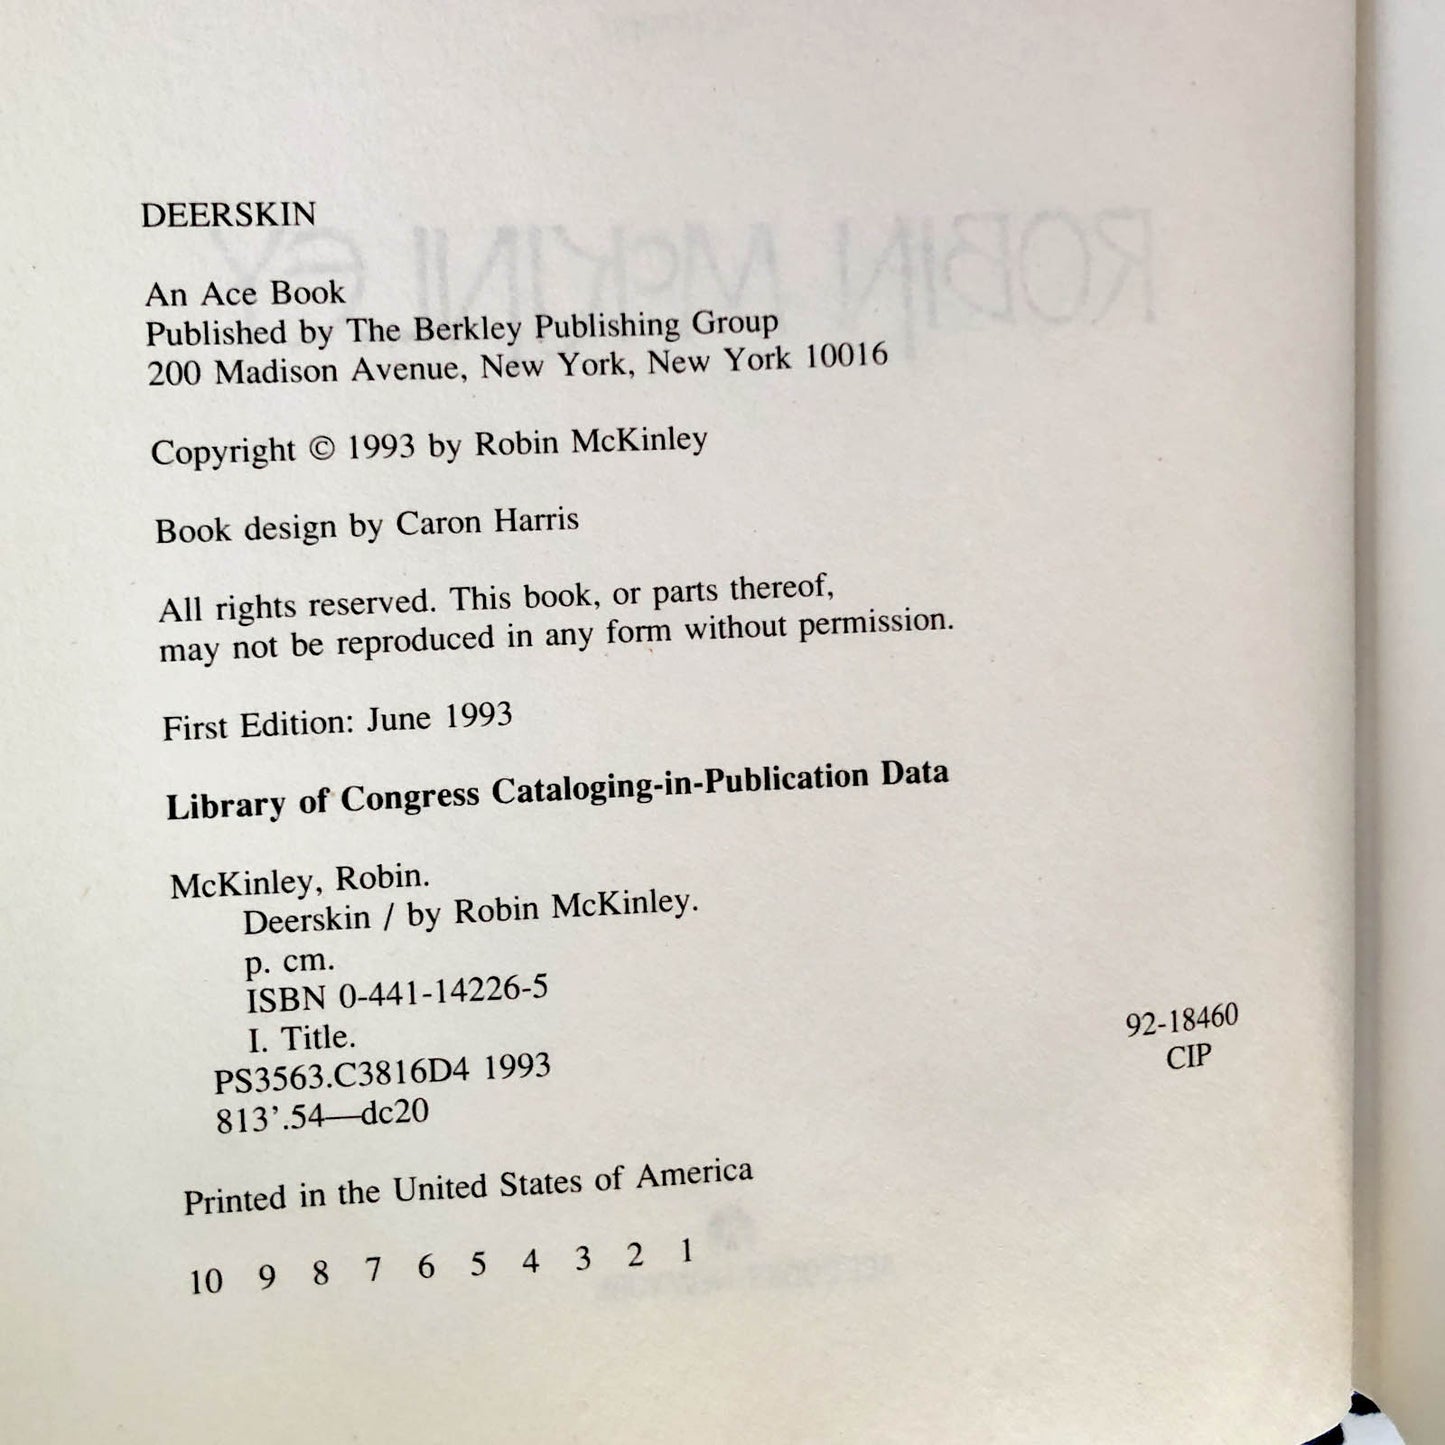 DEERSKIN
An Ace Book
Published by The Berkley Publishing Group
200 Madison Avenue, New York, New York 10016
Copyright © 1993 by Robin McKinley
Book design by Caron Harris
All rights reserved. This book, or parts thereof,
may not be reproduced in any form without permission.
First Edition: June 1993
Library of Congress Cataloging-in-Publication Data
McKinley, Robin.
Deerskin / by Robin McKinley.
p. cm.
ISBN 0-441-14226-5
I. Title.
PS3563.C3816D4 1993
813’.54—dc20
92-18460
CIP
Printed in the United States of America
10 9 8 7 6 5 4 3 2 1
ROBIN MCKINLEY